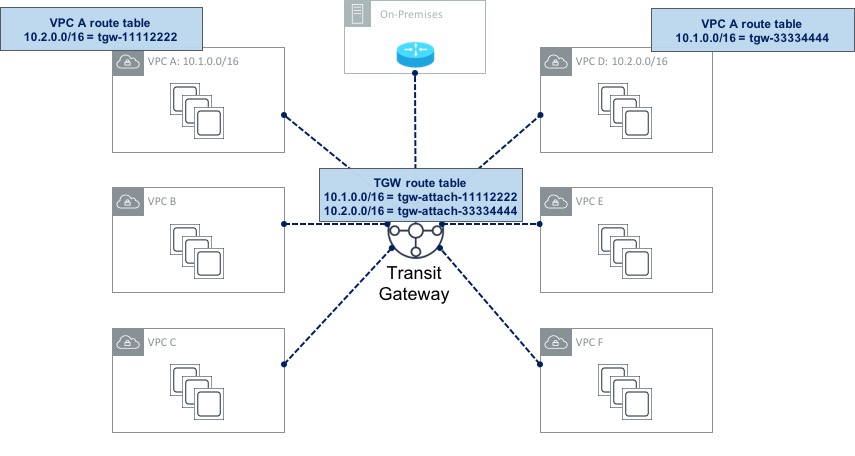 On-Premises
VPC A route table
10.2.0.0/16 = tgw-11112222
VPC A route table
10.1.0.0/16 = tgw-33334444
VPC A: 10.1.0.0/16
VPC D: 10.2.0.0/16
TGW route table
10.1.0.0/16 = tgw-attach-11112222
10.2.0.0/16 = tgw-attach-33334444
VPC B
VPC E
Transit
Gateway
VPC C
VPC F